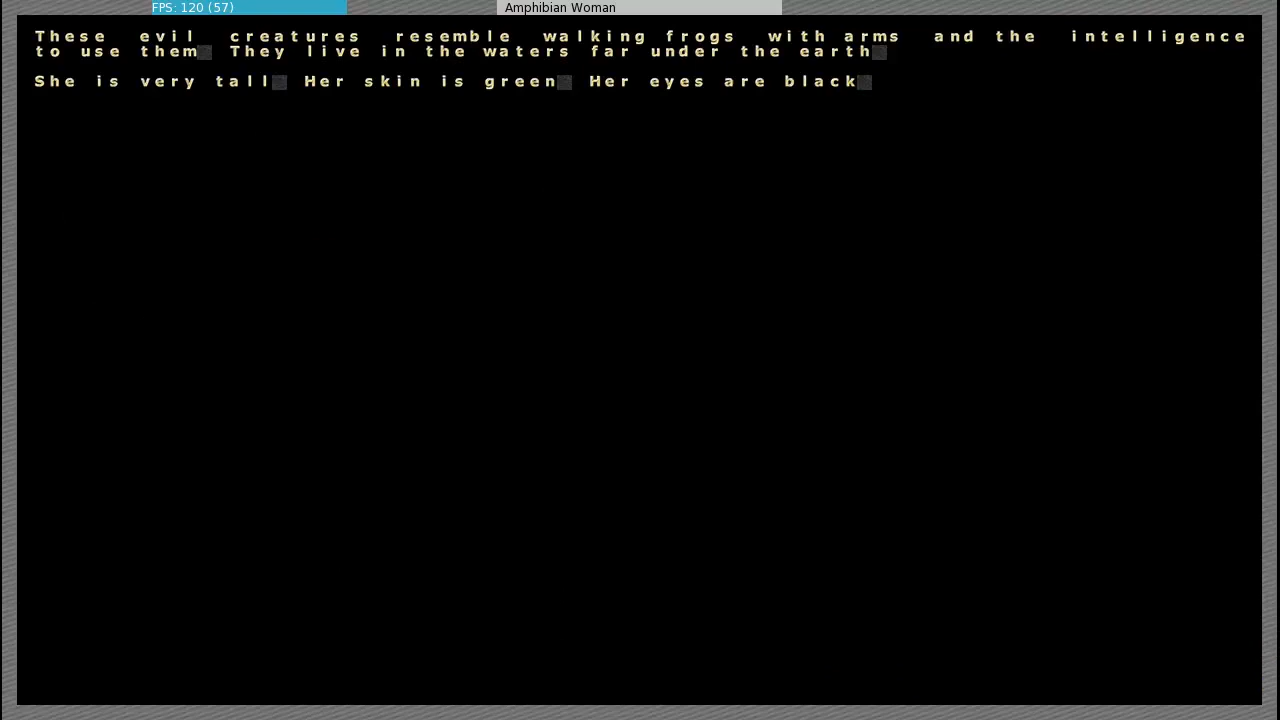 FPS: 120 (57)
Amphibian Woman
These evil creatures resemble walking frogs with arms and the intelligence
to use them They live in the waters far under the earth
She is very tall Her skin is green Her eyes are black